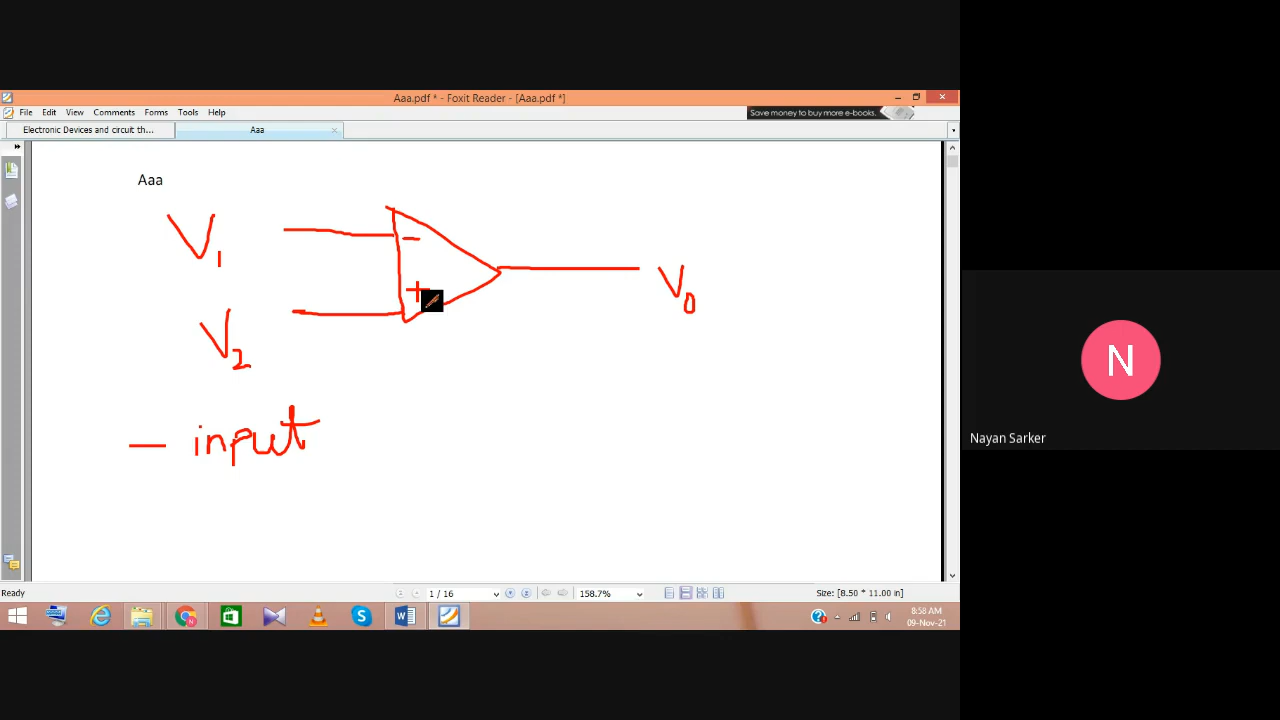 Aaa.pdf * - Foxit Reader - [Aaa.pdf *]
File Edit View Comments Forms Tools Help
Save money to buy more e-books.
Electronic Devices and circuit th...
Aaa
Aaa
V1
−
V0
+
V2
— input
N
Nayan Sarker
Ready
1 / 16
158.7%
Size: [8.50 * 11.00 in]
8:58 AM
09-Nov-21